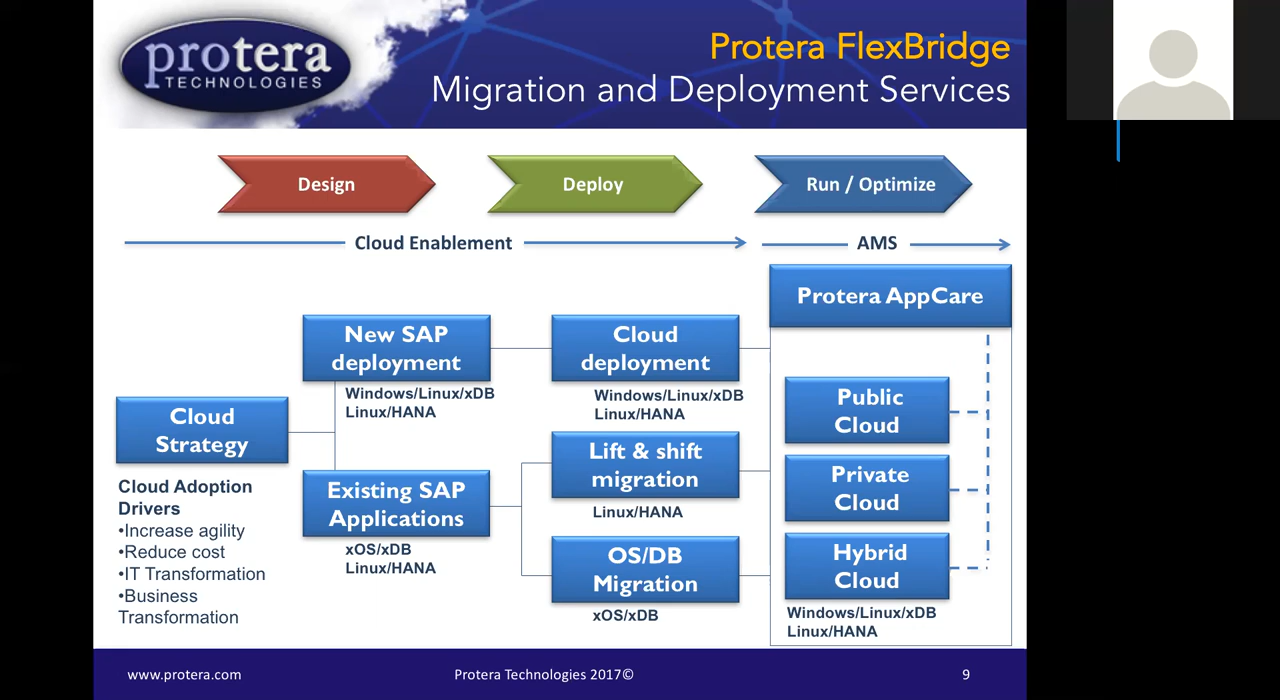 protera
TECHNOLOGIES
Protera FlexBridge
Migration and Deployment Services
Design
Deploy
Run / Optimize
Cloud Enablement
AMS
Protera AppCare
New SAP
deployment
Windows/Linux/xDB
Linux/HANA
Cloud
deployment
Windows/Linux/xDB
Linux/HANA
Public
Cloud
Cloud
Strategy
Lift & shift
migration
Linux/HANA
Private
Cloud
Existing SAP
Applications
xOS/xDB
Linux/HANA
OS/DB
Migration
xOS/xDB
Hybrid
Cloud
Windows/Linux/xDB
Linux/HANA
Cloud Adoption
Drivers
•Increase agility
•Reduce cost
•IT Transformation
•Business
Transformation
www.protera.com
Protera Technologies 2017©
9